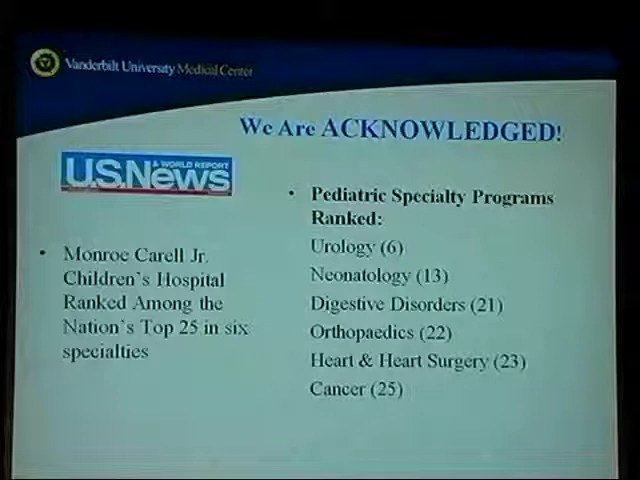 Vanderbilt University Medical Center
We Are ACKNOWLEDGED!
U.S.News
& WORLD REPORT
• Monroe Carell Jr.
Children's Hospital
Ranked Among the
Nation's Top 25 in six
specialties
• Pediatric Specialty Programs
Ranked:
Urology (6)
Neonatology (13)
Digestive Disorders (21)
Orthopaedics (22)
Heart & Heart Surgery (23)
Cancer (25)